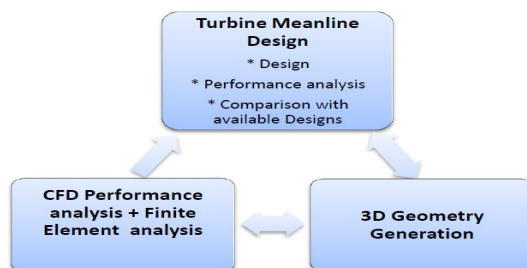 Turbine Meanline
Design
* Design
* Performance analysis
* Comparison with
available Designs
CFD Performance
analysis + Finite
Element analysis
3D Geometry
Generation